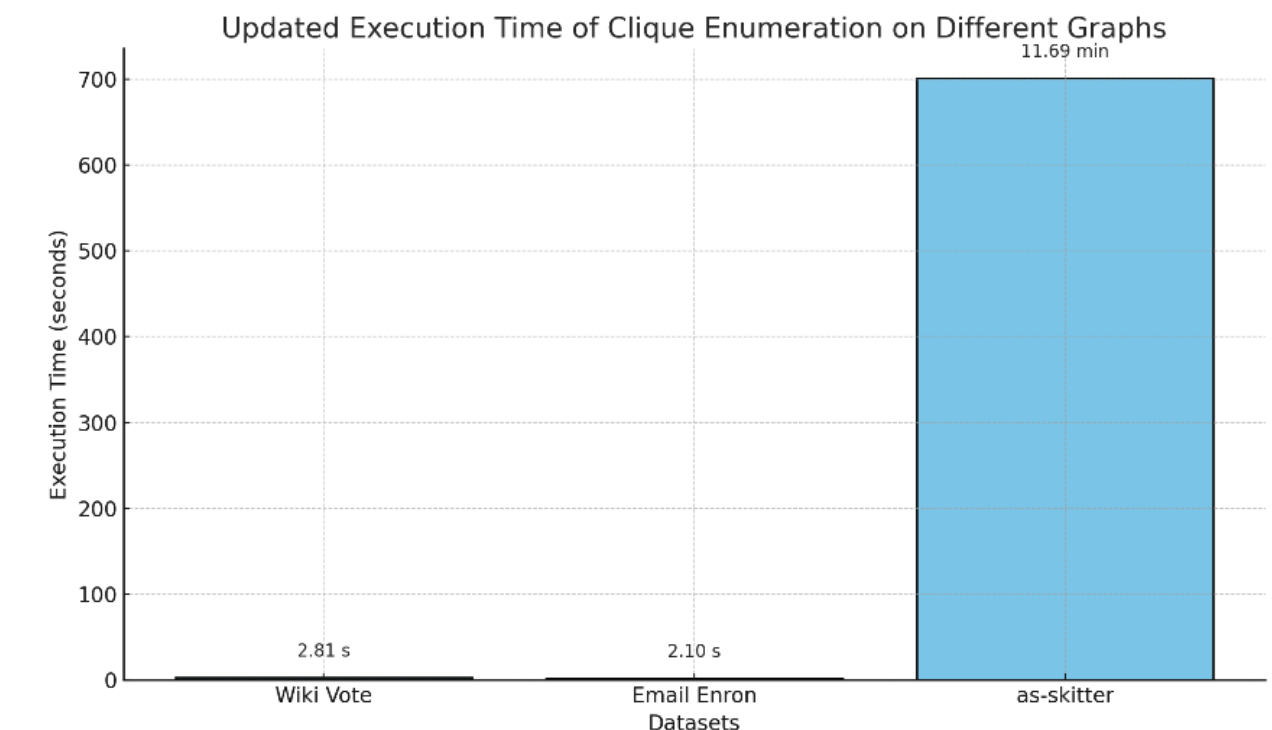 Updated Execution Time of Clique Enumeration on Different Graphs
11.69 min
700
600
500
400
300
200
100
0
Execution Time (seconds)
2.81 s
2.10 s
Wiki Vote
Email Enron
as-skitter
Datasets